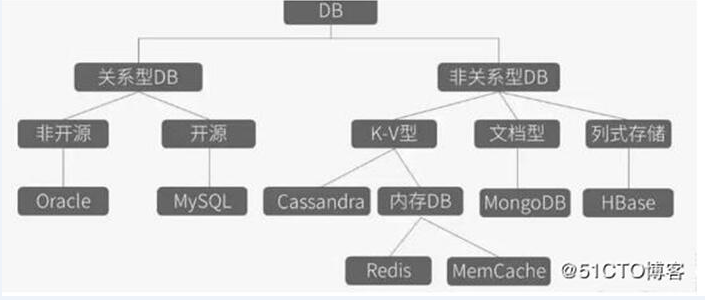 DB
关系型DB
非关系型DB
非开源
开源
K-V型
文档型
列式存储
Oracle
MySQL
Cassandra
内存DB
MongoDB
HBase
Redis
MemCache
@51CTO博客